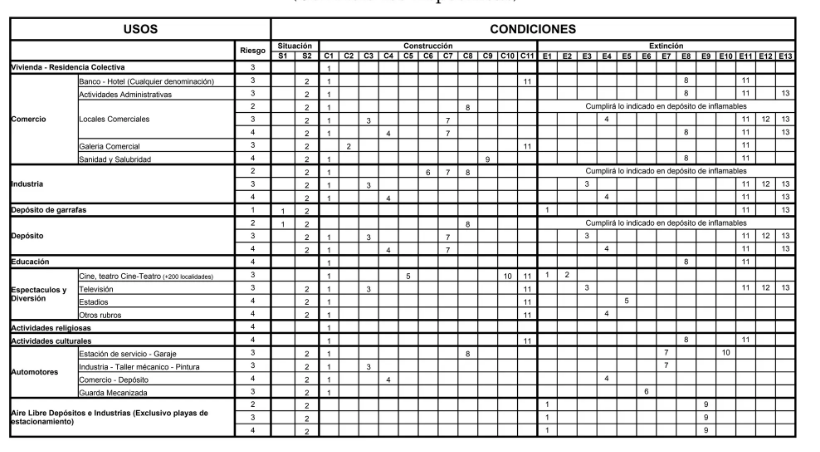 USOS CONDICIONES
Riesgo Situación Construcción Extinción
S1 S2 C1 C2 C3 C4 C5 C6 C7 C8 C9 C10 C11 E1 E2 E3 E4 E5 E6 E7 E8 E9 E10 E11 E12 E13
Vivienda - Residencia Colectiva 3 1
Banco - Hotel (Cualquier denominación) 3 2 1 11 8 11
Actividades Administrativas 3 2 1 8 11 13
2 2 1 8 Cumplirá lo indicado en depósito de inflamables
Comercio Locales Comerciales 3 2 1 3 7 4 11 12 13
4 2 1 4 7 8 11 13
Galeria Comercial 3 2 2 11 11
Sanidad y Salubridad 4 2 1 9 8 11
2 2 1 6 7 8 Cumplirá lo indicado en depósito de inflamables
Industria 3 2 1 3 3 11 12 13
4 2 1 4 4 11 13
Depósito de garrafas 1 1 2 1 11 13
2 1 2 8 Cumplirá lo indicado en depósito de inflamables
Depósito 3 2 1 3 7 3 11 12 13
4 2 1 4 7 4 11 13
Educación 4 1 8 11
Cine, teatro Cine-Teatro (+200 localidades) 3 1 5 10 11 1 2
Espectaculos y Diversión Televisión 3 2 1 3 11 3 11 12 13
Estadios 4 2 1 11 5
Otros rubros 4 2 1 11 4
Actividades religiosas 4 1
Actividades culturales 4 1 11 8 11
Estación de servicio - Garaje 3 2 1 8 7 10
Automotores Industria - Taller mécanico - Pintura 3 2 1 3 7
Comercio - Depósito 4 2 1 4 4
Guarda Mecanizada 3 2 1 6
Aire Libre Depósitos e Industrias (Exclusivo playas de estacionamiento) 2 2 1 9
3 2 1 9
4 2 1 9